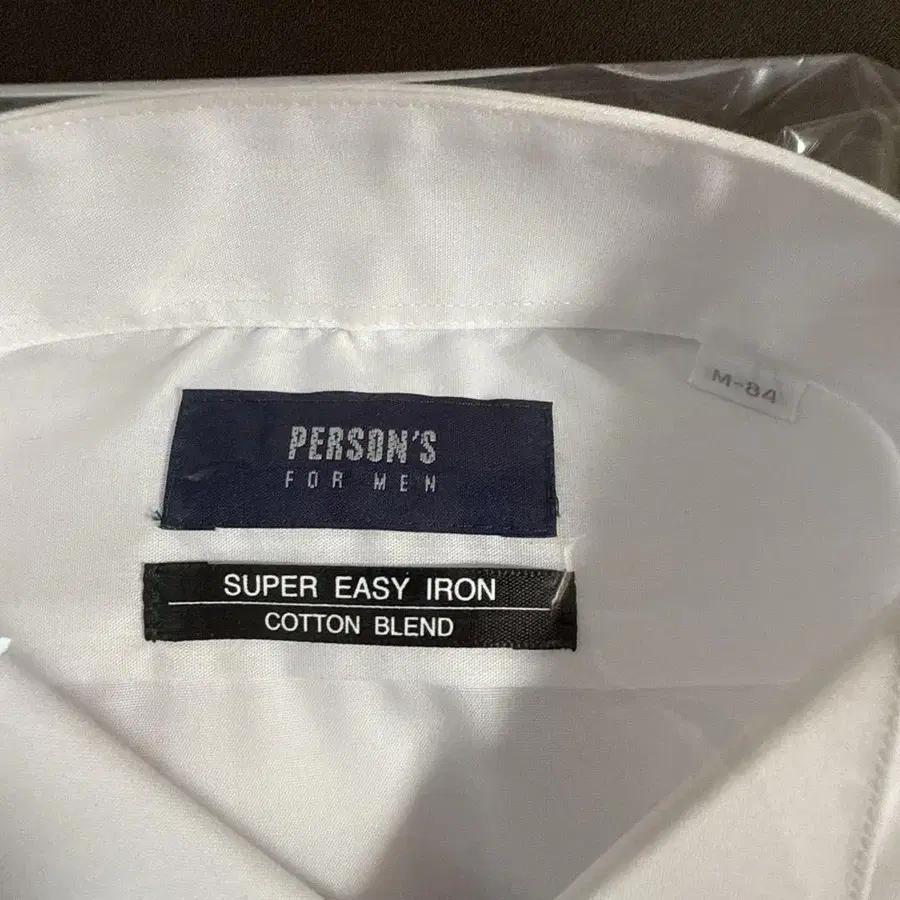 M-84
PERSON'S
FOR MEN
SUPER EASY IRON
COTTON BLEND